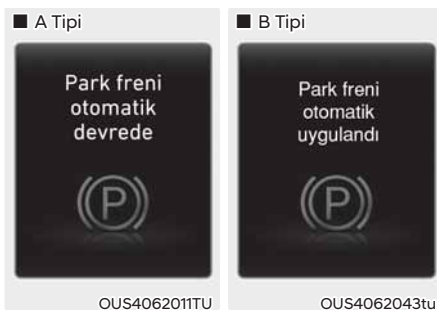 ■ A Tipi
Park freni
otomatik
devrede
P
OUS4062011TU
■ B Tipi
Park freni
otomatik
uygulandı
P
OUS4062043tu